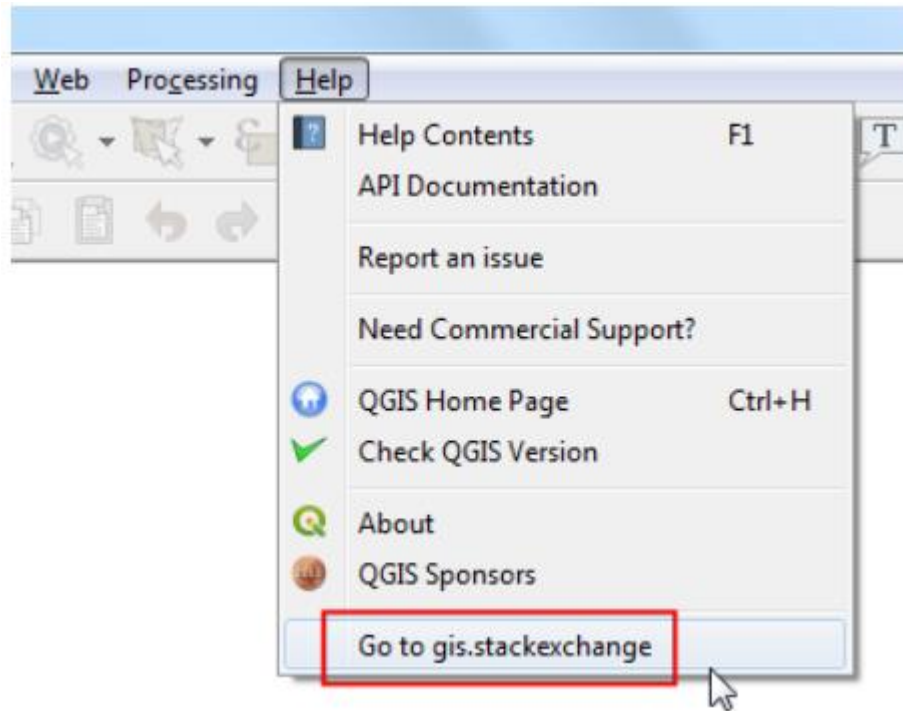 Web Processing Help
Help Contents F1
T
API Documentation
Report an issue
Need Commercial Support?
QGIS Home Page Ctrl+H
Check QGIS Version
About
QGIS Sponsors
Go to gis.stackexchange